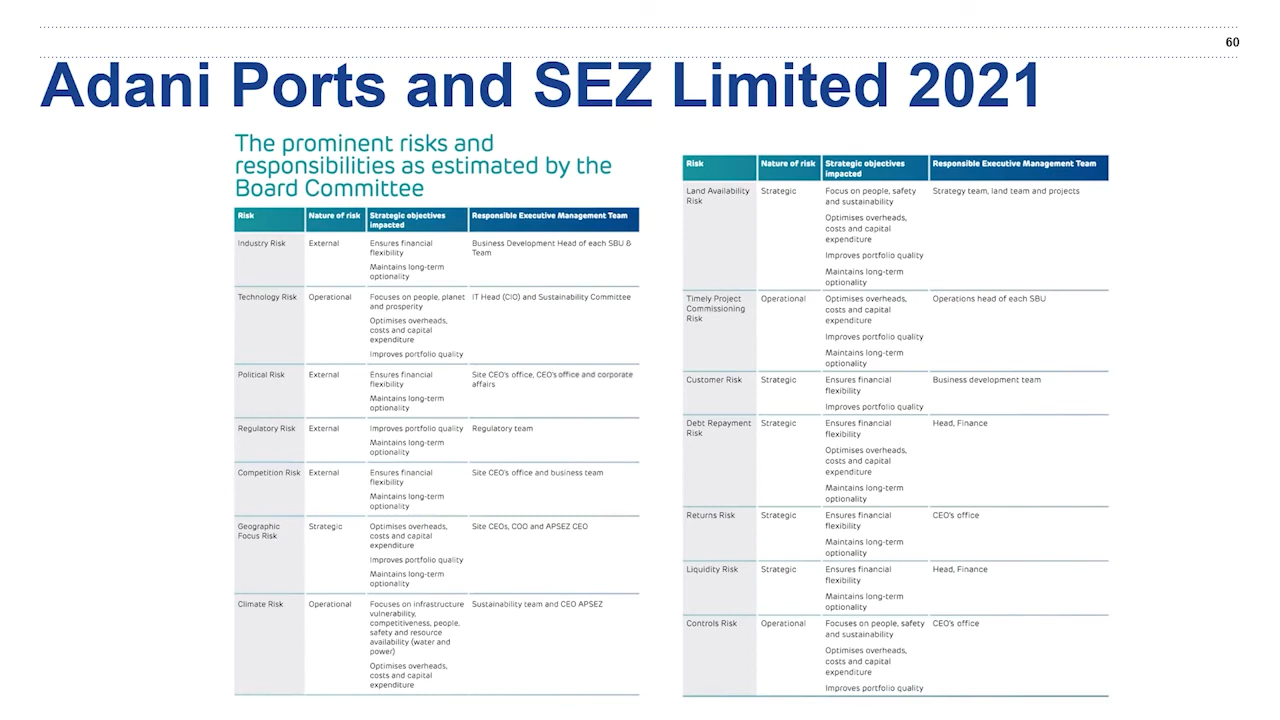 60
Adani Ports and SEZ Limited 2021
The prominent risks and
responsibilities as estimated by the
Board Committee
Risk Nature of risk Strategic objectives impacted Responsible Executive Management Team
Industry Risk External Ensures financial flexibility Business Development Head of each SBU & Team
Maintains long-term optionality
Technology Risk Operational Focuses on people, planet and prosperity IT Head (CIO) and Sustainability Committee
Optimises overheads, costs and capital expenditure
Improves portfolio quality
Political Risk External Ensures financial flexibility Site CEO's office, CEO's office and corporate affairs
Maintains long-term optionality
Regulatory Risk External Improves portfolio quality Regulatory team
Maintains long-term optionality
Competition Risk External Ensures financial flexibility Site CEO's office and business team
Maintains long-term optionality
Geographic Focus Risk Strategic Optimises overheads, costs and capital expenditure Site CEOs, COO and APSEZ CEO
Improves portfolio quality
Maintains long-term optionality
Climate Risk Operational Focuses on infrastructure vulnerability, competitiveness, people, safety and resource availability (water and power) Sustainability team and CEO APSEZ
Optimises overheads, costs and capital expenditure
Risk Nature of risk Strategic objectives impacted Responsible Executive Management Team
Land Availability Risk Strategic Focus on people, safety and sustainability Strategy team, land team and projects
Optimises overheads, costs and capital expenditure
Improves portfolio quality
Maintains long-term optionality
Timely Project Commissioning Risk Operational Optimises overheads, costs and capital expenditure Operations head of each SBU
Improves portfolio quality
Maintains long-term optionality
Customer Risk Strategic Ensures financial flexibility Business development team
Improves portfolio quality
Debt Repayment Risk Strategic Ensures financial flexibility Head, Finance
Optimises overheads, costs and capital expenditure
Maintains long-term optionality
Returns Risk Strategic Ensures financial flexibility CEO's office
Maintains long-term optionality
Liquidity Risk Strategic Ensures financial flexibility Head, Finance
Maintains long-term optionality
Controls Risk Operational Focuses on people, safety and sustainability CEO's office
Optimises overheads, costs and capital expenditure
Improves portfolio quality